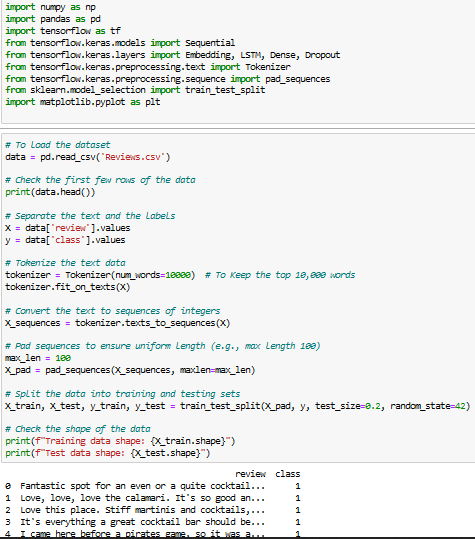 import numpy as np
import pandas as pd
import tensorflow as tf
from tensorflow.keras.models import Sequential
from tensorflow.keras.layers import Embedding, LSTM, Dense, Dropout
from tensorflow.keras.preprocessing.text import Tokenizer
from tensorflow.keras.preprocessing.sequence import pad_sequences
from sklearn.model_selection import train_test_split
import matplotlib.pyplot as plt
# To Load the dataset
data = pd.read_csv('Reviews.csv')
# Check the first few rows of the data
print(data.head())
# Separate the text and the Labels
X = data['review'].values
y = data['class'].values
# Tokenize the text data
tokenizer = Tokenizer(num_words=10000)  # To Keep the top 10,000 words
tokenizer.fit_on_texts(X)
# Convert the text to sequences of integers
X_sequences = tokenizer.texts_to_sequences(X)
# Pad sequences to ensure uniform Length (e.g., max Length 100)
max_len = 100
X_pad = pad_sequences(X_sequences, maxlen=max_len)
# Split the data into training and testing sets
X_train, X_test, y_train, y_test = train_test_split(X_pad, y, test_size=0.2, random_state=42)
# Check the shape of the data
print(f"Training data shape: {X_train.shape}")
print(f"Test data shape: {X_test.shape}")
review class
0 Fantastic spot for an even or a quite cocktail... 1
1 Love, love, love the calamari. It's so good an... 1
2 Love this place. Stiff martinis and cocktails,... 1
3 It's everything a great cocktail bar should be... 1
4 I came here before a pirates game, so it was a... 1